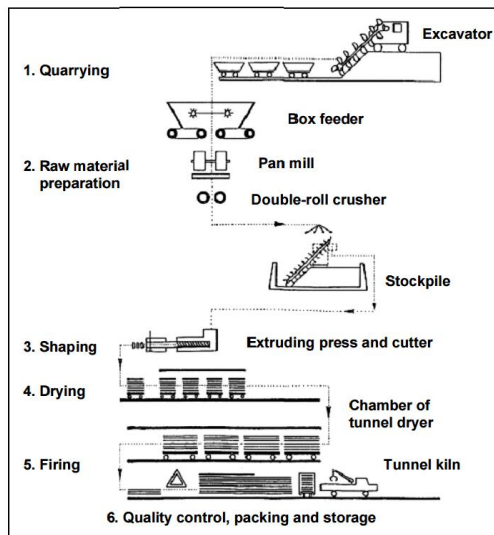 Excavator
1. Quarrying
Box feeder
2. Raw material
preparation
Pan mill
Double-roll crusher
Stockpile
3. Shaping
Extruding press and cutter
4. Drying
Chamber of
tunnel dryer
5. Firing
Tunnel kiln
6. Quality control, packing and storage